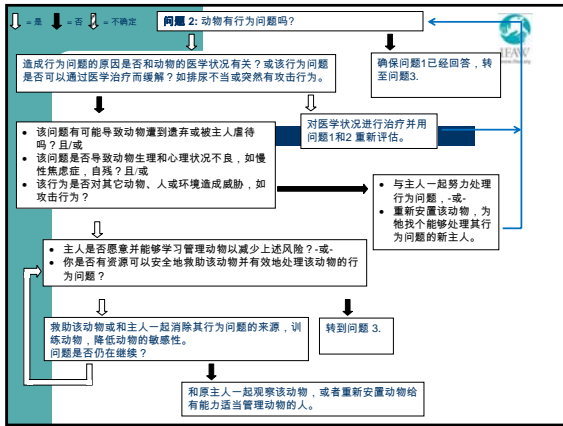 = 是 = 否 = 不确定
问题 2: 动物有行为问题吗?
IFAW
造成行为问题的原因是否和动物的医学状况有关？或该行为问题
是否可以通过医学治疗而缓解？如排尿不当或突然有攻击行为。
确保问题1已经回答，转
至问题3.
• 该问题有可能导致动物遭到遗弃或被主人虐待
吗？且/或
• 该问题是否导致动物生理和心理状况不良，如慢
性焦虑症，自残？且/或
• 该行为是否对其它动物、人或环境造成威胁，如
攻击行为？
对医学状况进行治疗并用
问题1和2 重新评估。
• 与主人一起努力处理
行为问题，-或-
• 重新安置该动物，为
牠找个能够处理其行
为问题的新主人。
• 主人是否愿意并能够学习管理动物以减少上述风险？-或-
• 你是否有资源可以安全地救助该动物并有效地处理该动物的行
为问题？
救助该动物或和主人一起消除其行为问题的来源，训
练动物，降低动物的敏感性。
问题是否仍在继续？
转到问题 3.
和原主人一起观察该动物，或者重新安置动物给
有能力适当管理动物的人。